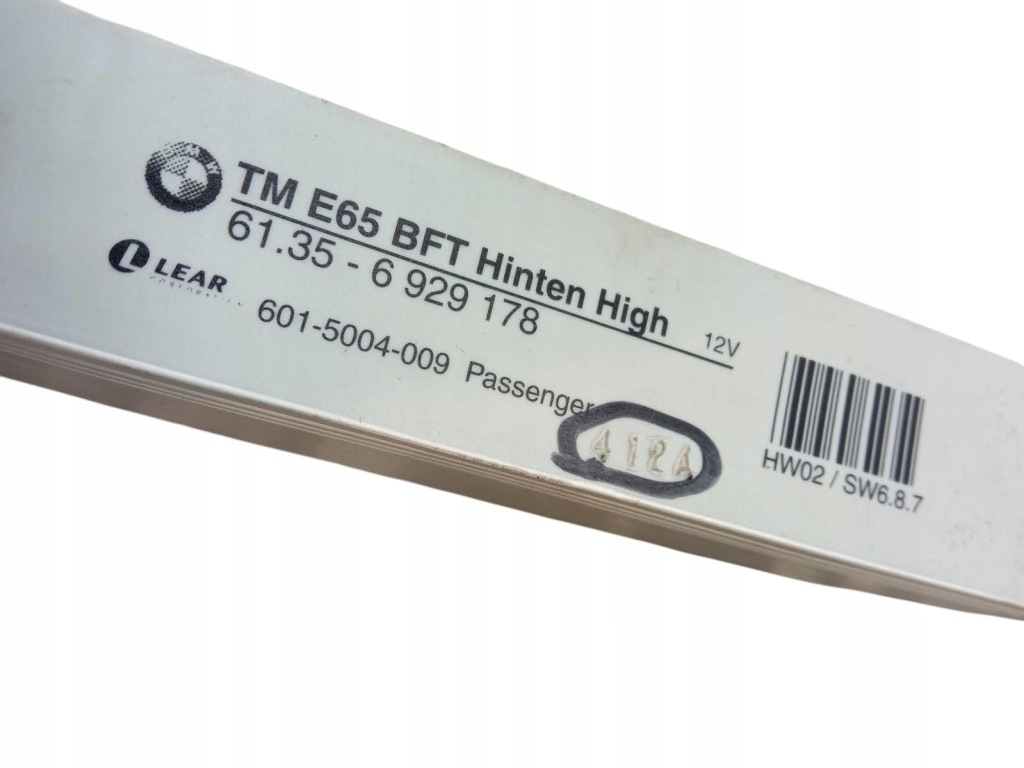 TM E65 BFT Hinten High
61.35 - 6 929 178
12V
LEAR
CORPORATION
601-5004-009 Passenger
412A
HW02 / SW6.8.7